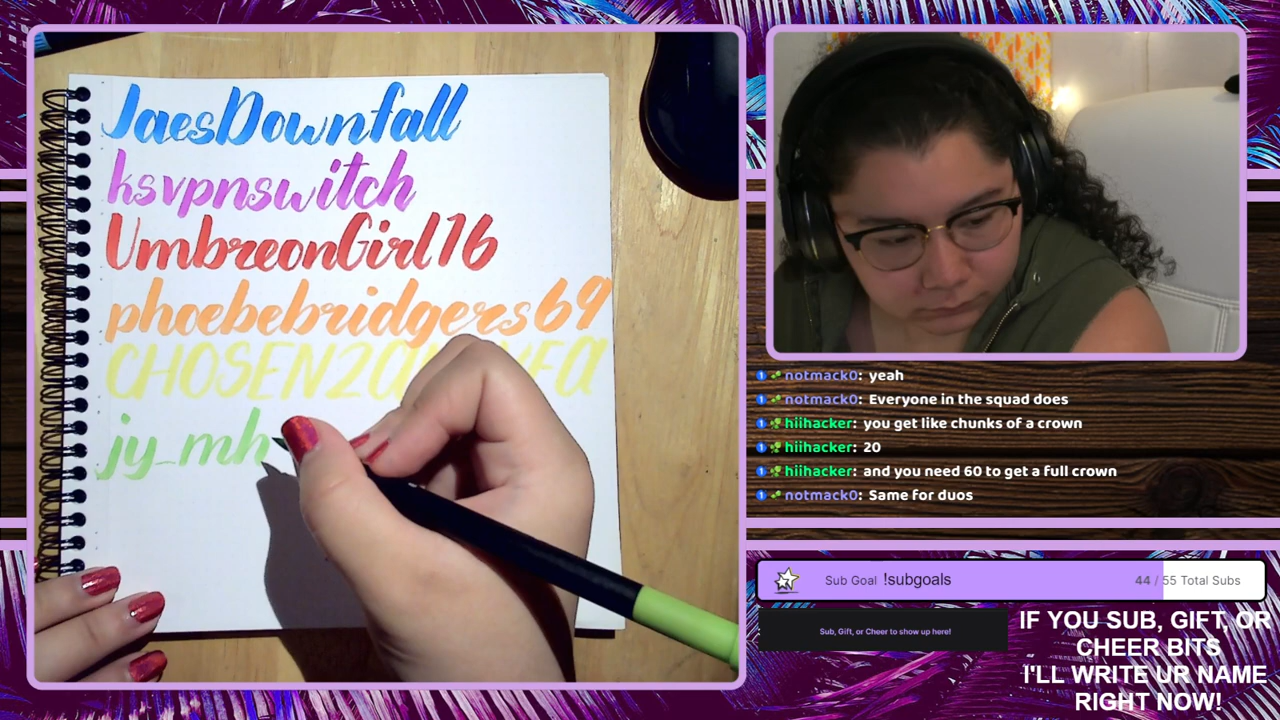 JaesDownfall
ksvpnswitch
UmbreonGirl16
phoebebridgers69
jy_mh
notmack0: yeah
notmack0: Everyone in the squad does
hiihacker: you get like chunks of a crown
hiihacker: 20
hiihacker: and you need 60 to get a full crown
notmack0: Same for duos
Sub Goal !subgoals 44 / 55 Total Subs
Sub, Gift, or Cheer to show up here!
IF YOU SUB, GIFT, OR
CHEER BITS
I'LL WRITE UR NAME
RIGHT NOW!